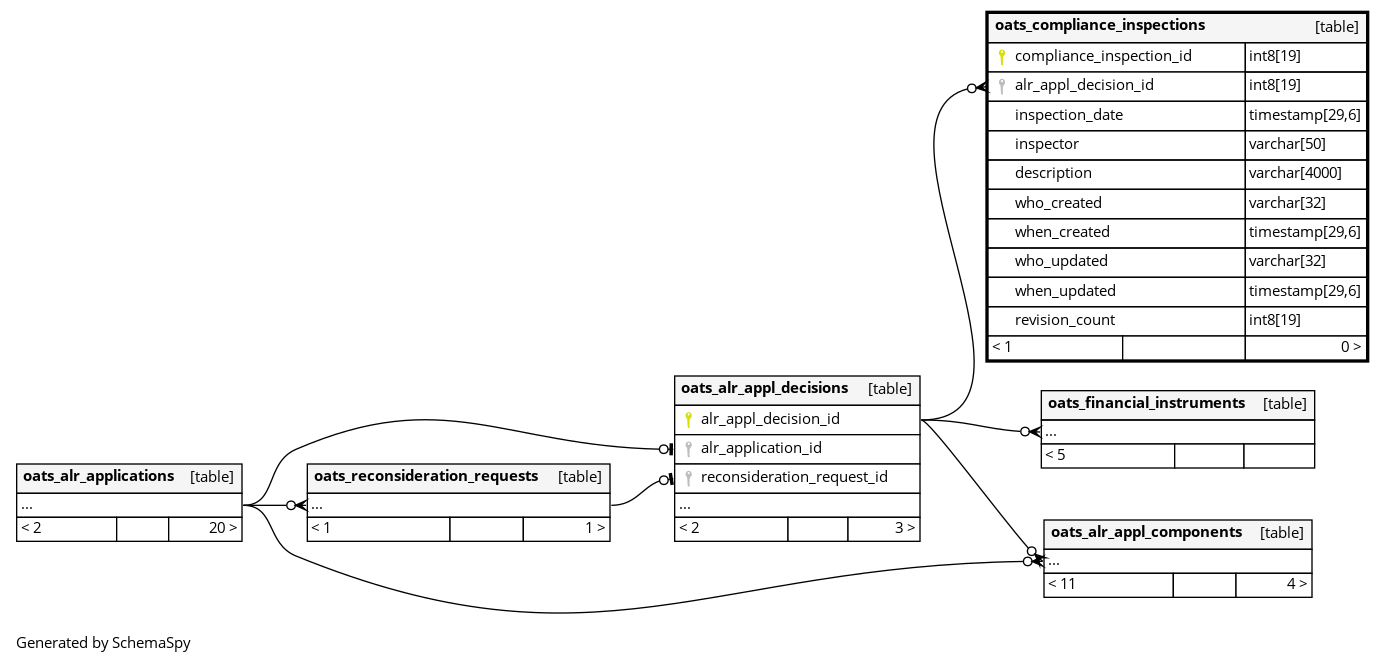 oats_compliance_inspections [table]
compliance_inspection_id int8[19]
alr_appl_decision_id int8[19]
inspection_date timestamp[29,6]
inspector varchar[50]
description varchar[4000]
who_created varchar[32]
when_created timestamp[29,6]
who_updated varchar[32]
when_updated timestamp[29,6]
revision_count int8[19]
< 1 0 >
oats_alr_appl_decisions [table]
alr_appl_decision_id
alr_application_id
reconsideration_request_id
...
< 2 3 >
oats_financial_instruments [table]
...
< 5
oats_alr_applications [table]
...
< 2 20 >
oats_reconsideration_requests [table]
...
< 1 1 >
oats_alr_appl_components [table]
...
< 11 4 >
Generated by SchemaSpy